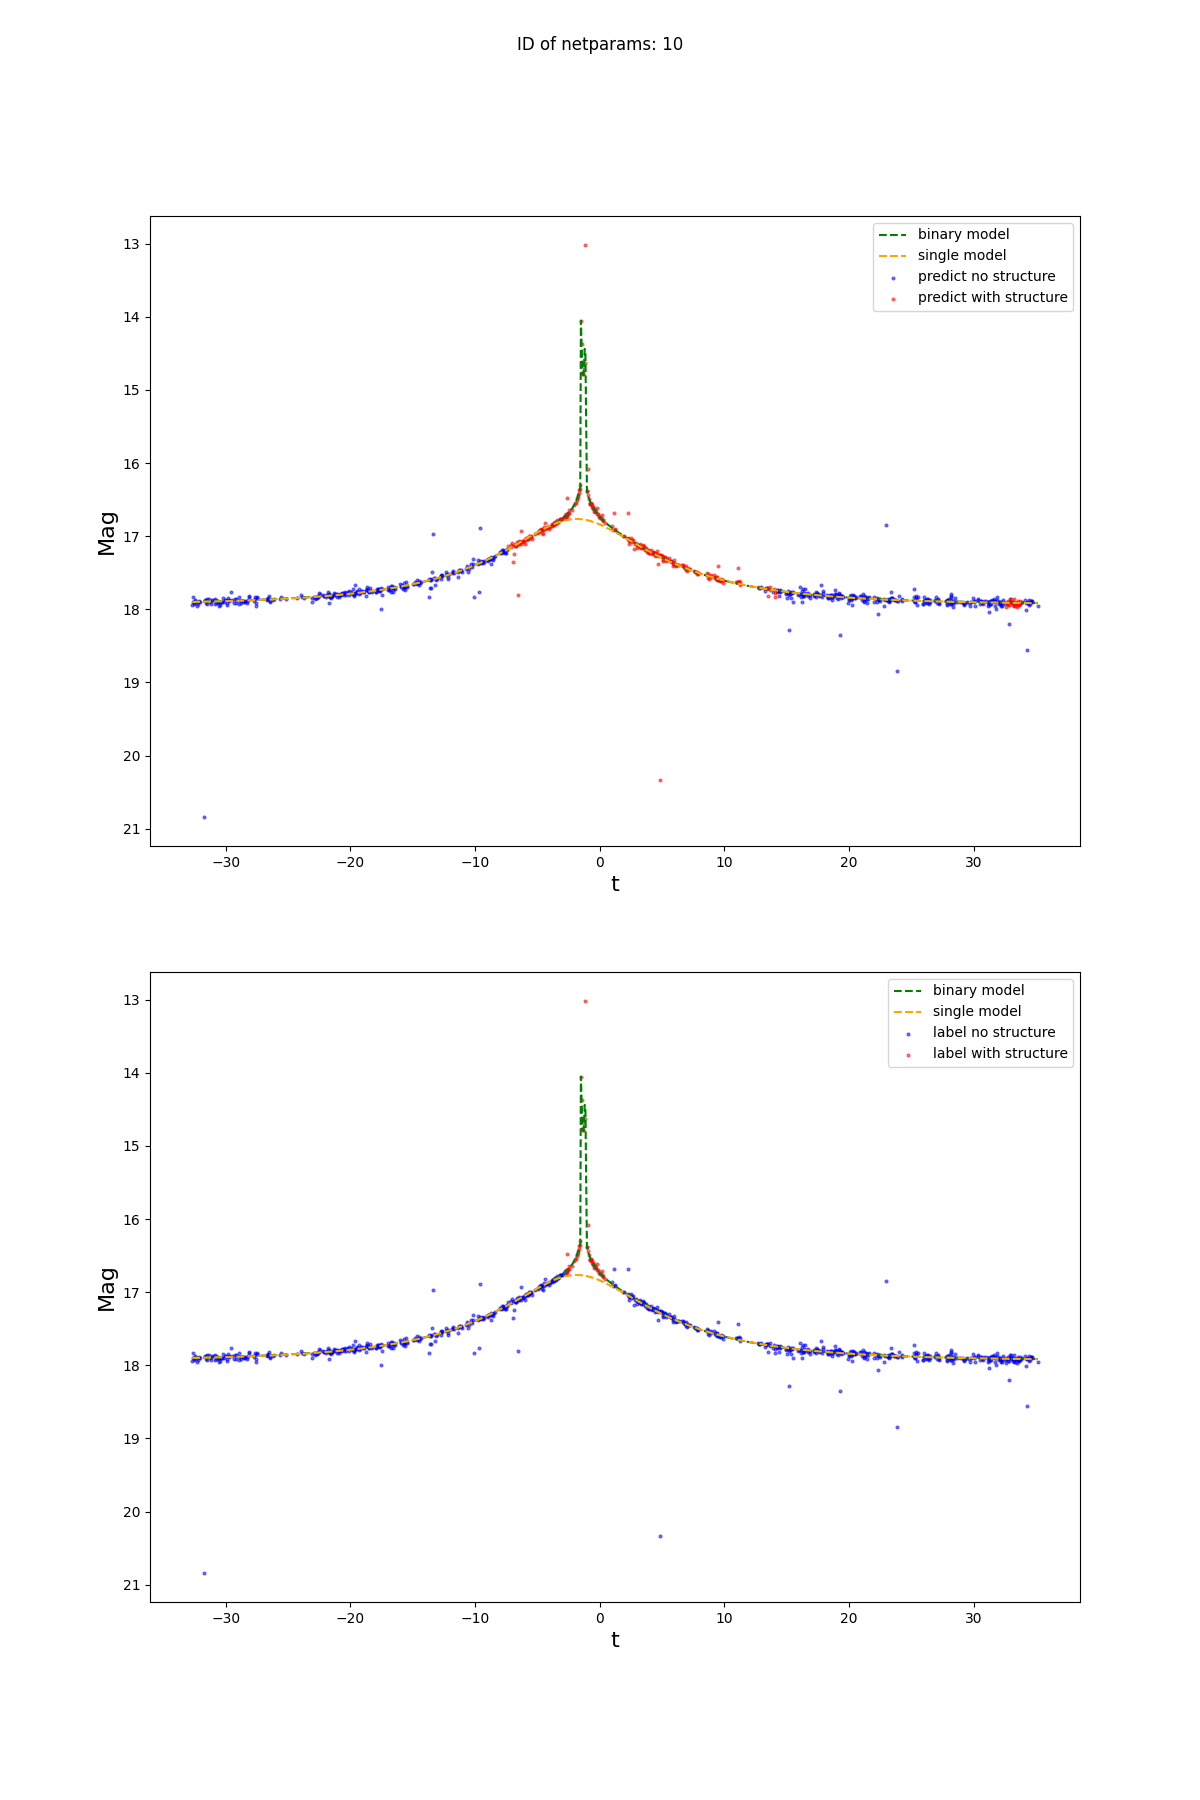 ID of netparams: 10
binary model
single model
predict no structure
predict with structure
13
14
15
16
17
18
19
20
21
Mag
−30
−20
−10
0
10
20
30
t
binary model
single model
label no structure
label with structure
13
14
15
16
17
18
19
20
21
Mag
−30
−20
−10
0
10
20
30
t